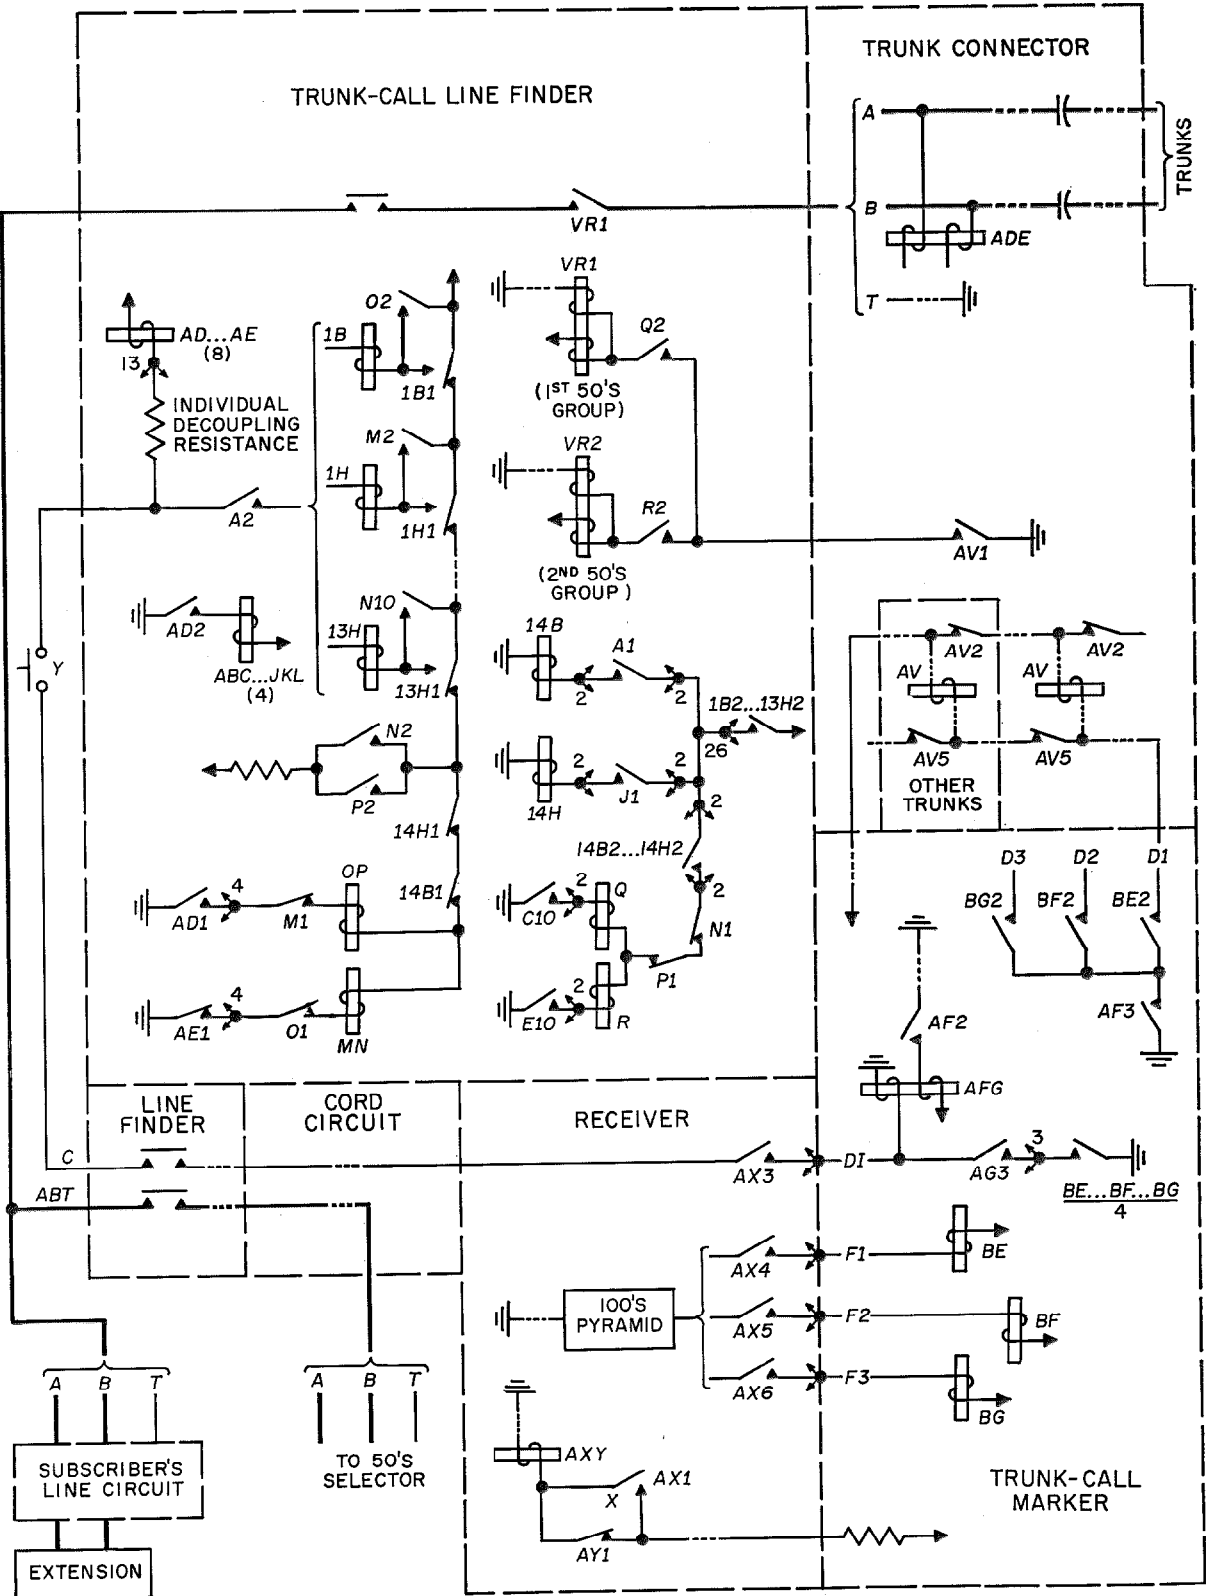 TRUNK CONNECTOR
TRUNK-CALL LINE FINDER
A
TRUNKS
B
VR1
ADE
T
VR1
O2
Q2
AD...AE
(8)
1B
13
1B1
(1ST 50'S
GROUP)
INDIVIDUAL
DECOUPLING
RESISTANCE
M2
VR2
1H
R2
A2
1H1
AV1
(2ND 50'S
GROUP)
N10
AD2
14B
A1
AV2
AV2
Y
13H
ABC...JKL
(4)
AV
AV
13H1
2
2
1B2...13H2
N2
26
AV5
AV5
2
2
P2
14H
J1
2
OTHER
TRUNKS
14H1
14B2...14H2
D3
D2
D1
OP
4
14B1
2
Q
2
BG2
BF2
BE2
AD1
M1
C10
N1
P1
2
4
AF2
AF3
AE1
O1
MN
E10
R
AFG
LINE
FINDER
CORD
CIRCUIT
RECEIVER
C
AX3
DI
AG3
3
ABT
BE...BF...BG
4
AX4
F1
BE
100'S
PYRAMID
AX5
F2
BF
A
B
T
A
B
T
AX6
F3
BG
SUBSCRIBER'S
LINE CIRCUIT
TO 50'S
SELECTOR
AXY
AX1
X
TRUNK-CALL
MARKER
AY1
EXTENSION